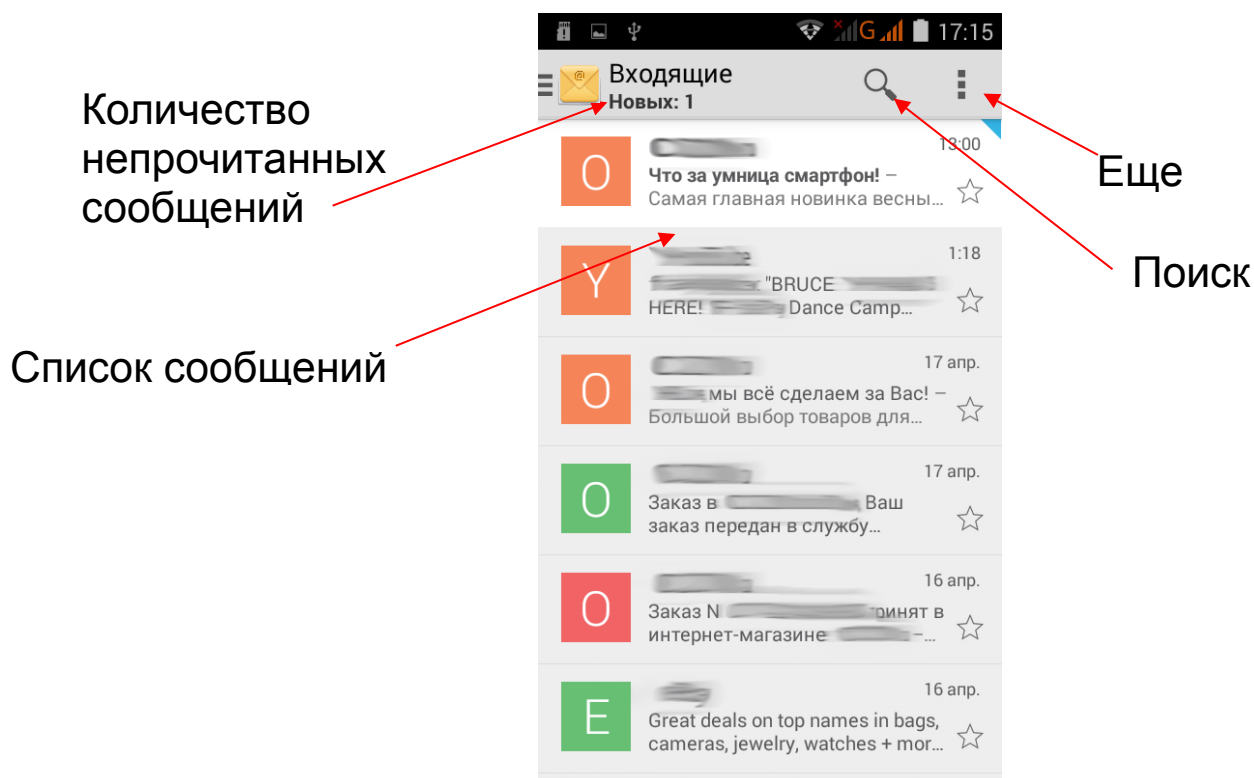 17:15
G
Входящие
Новых: 1
Количество
непрочитанных
сообщений
Еще
Поиск
Список сообщений
O
13:00
Что за умница смартфон! –
Самая главная новинка весны...
Y
1:18
"BRUCE
HERE! Dance Camp...
O
17 апр.
мы всё сделаем за Вас! –
Большой выбор товаров для...
O
17 апр.
Заказ в Ваш
заказ передан в службу...
O
16 апр.
Заказ N
в
интернет-магазине –...
E
16 апр.
Great deals on top names in bags,
cameras, jewelry, watches + mor...